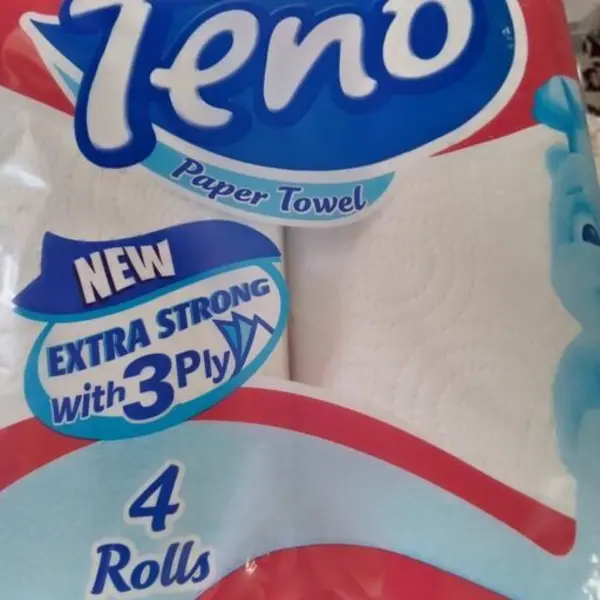 Teno
Paper Towel
NEW
EXTRA STRONG
with 3 Ply
4
Rolls